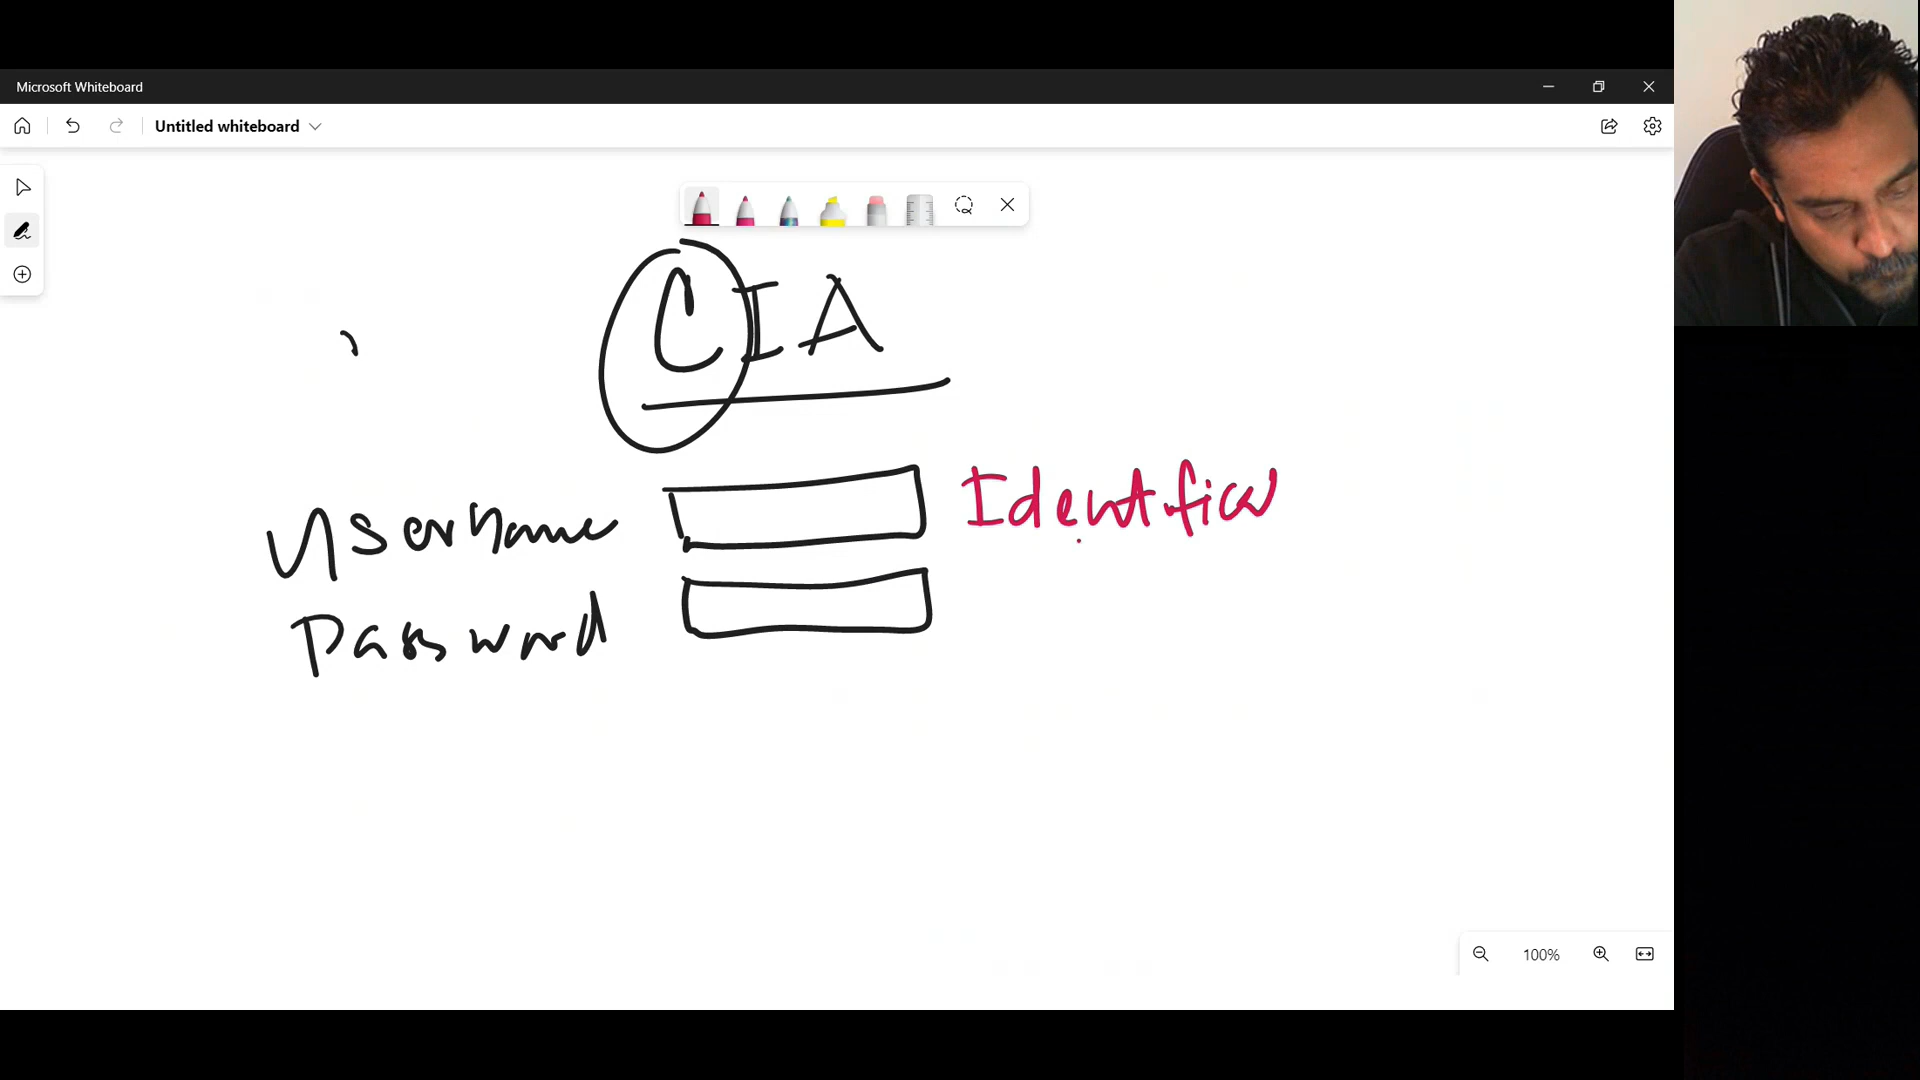 Microsoft Whiteboard
Untitled whiteboard
CIA
Username
Identifica
Password
100%